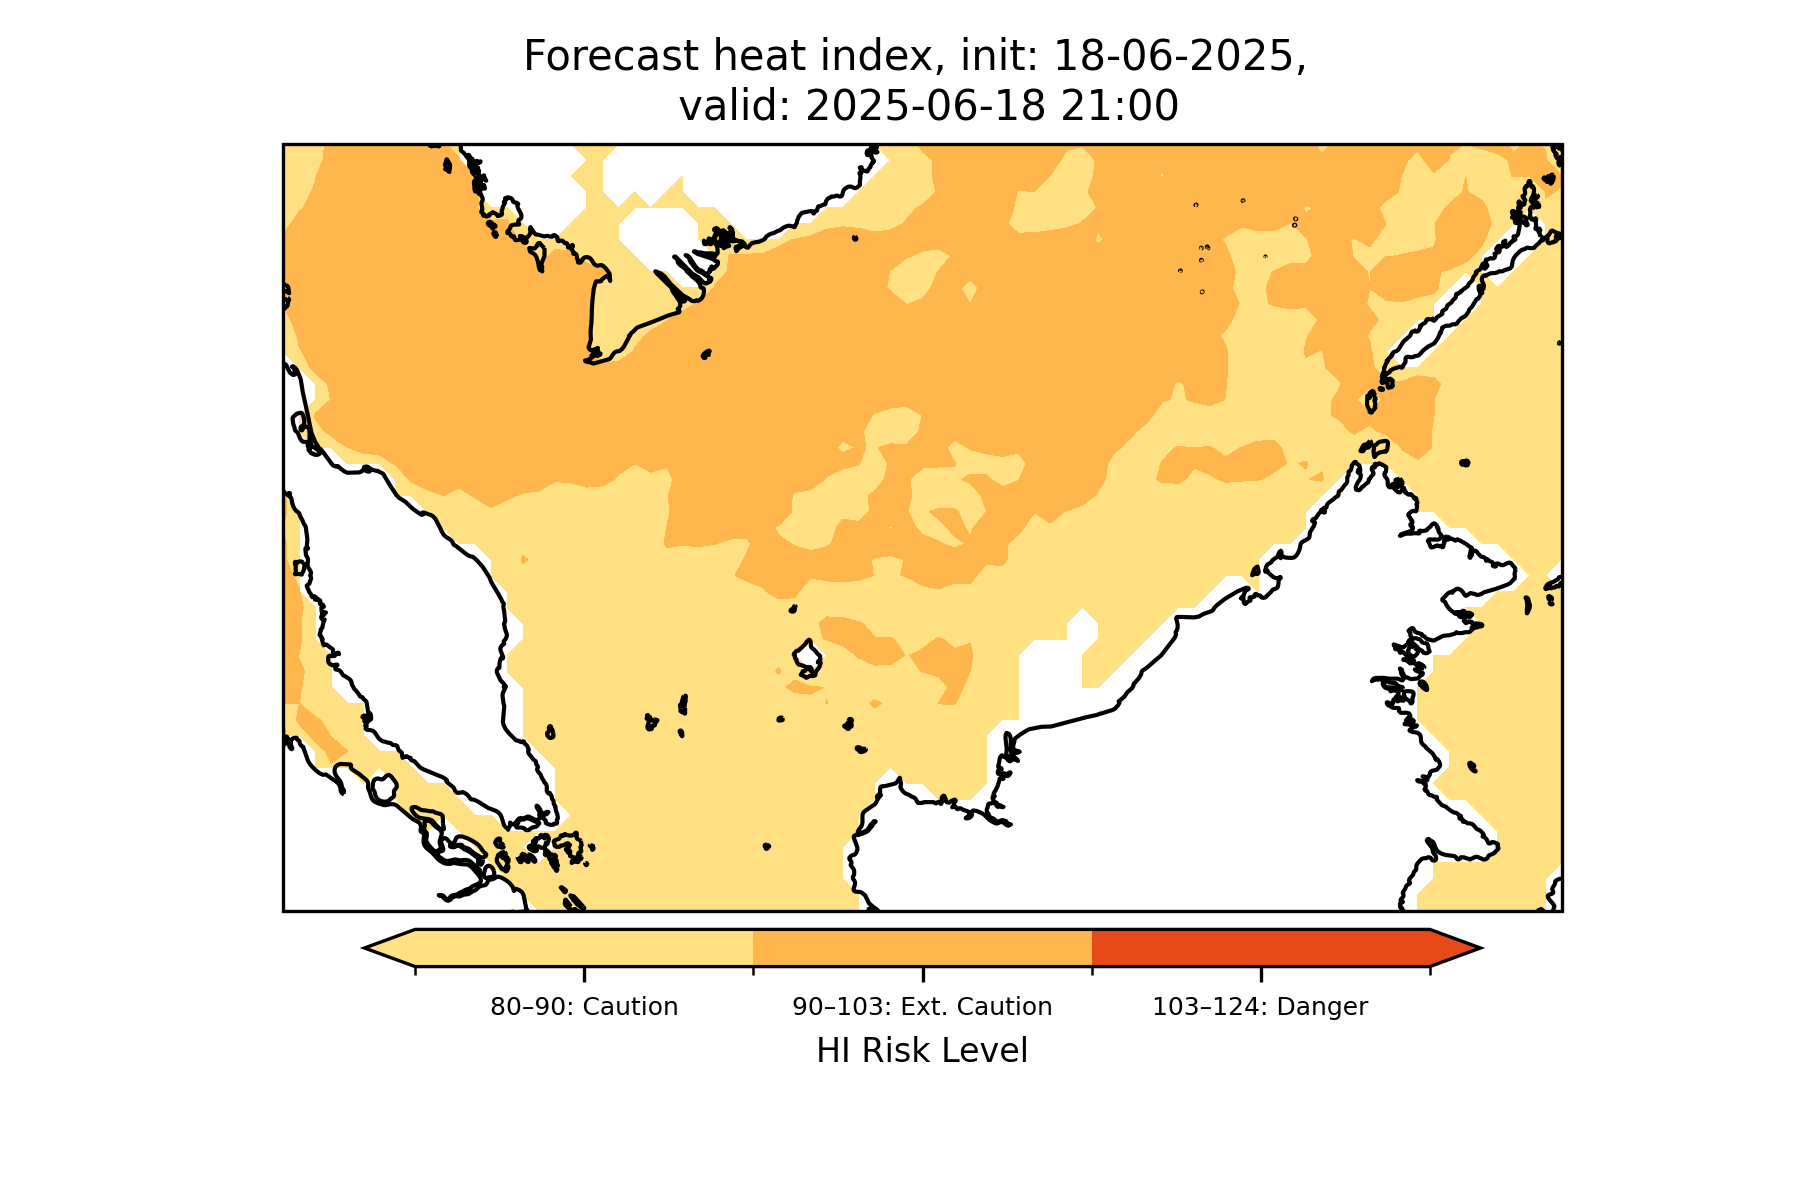 Forecast heat index, init: 18-06-2025,
valid: 2025-06-18 21:00
80–90: Caution
90–103: Ext. Caution
103–124: Danger
HI Risk Level